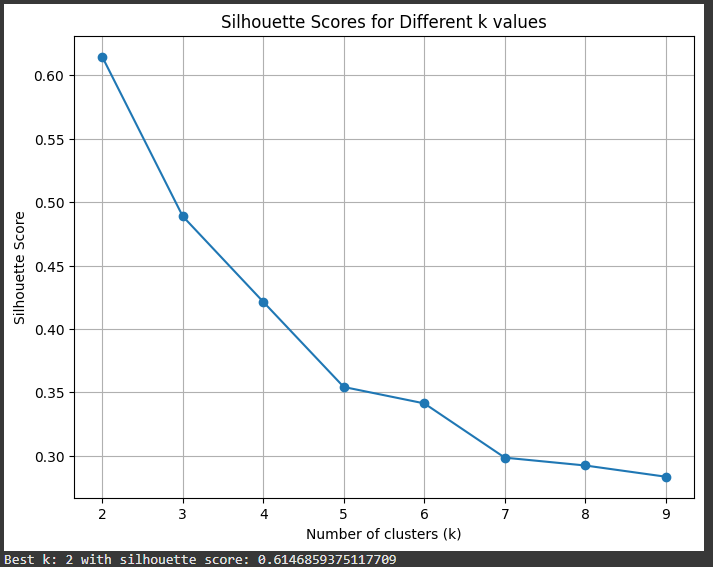 Silhouette Scores for Different k values
0.60
0.55
0.50
0.45
0.40
0.35
0.30
Silhouette Score
2 3 4 5 6 7 8 9
Number of clusters (k)
Best k: 2 with silhouette score: 0.6146859375117709